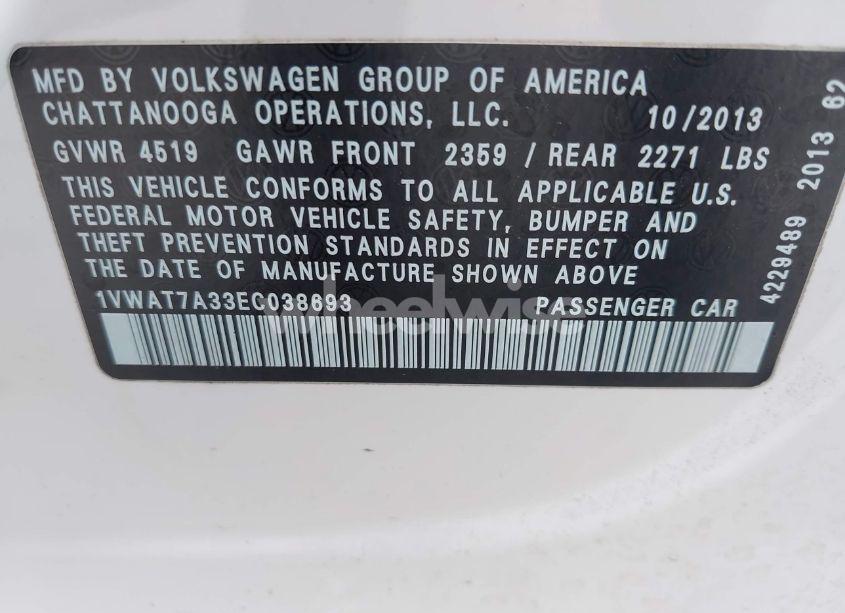 MFD BY VOLKSWAGEN GROUP OF AMERICA
CHATTANOOGA OPERATIONS, LLC. 10/2013
GVWR 4519 GAWR FRONT 2359 / REAR 2271 LBS
THIS VEHICLE CONFORMS TO ALL APPLICABLE U.S.
FEDERAL MOTOR VEHICLE SAFETY, BUMPER AND
THEFT PREVENTION STANDARDS IN EFFECT ON
THE DATE OF MANUFACTURE SHOWN ABOVE
1VWAT7A33EC038693 PASSENGER CAR
4229489 2013 62
wheelwise